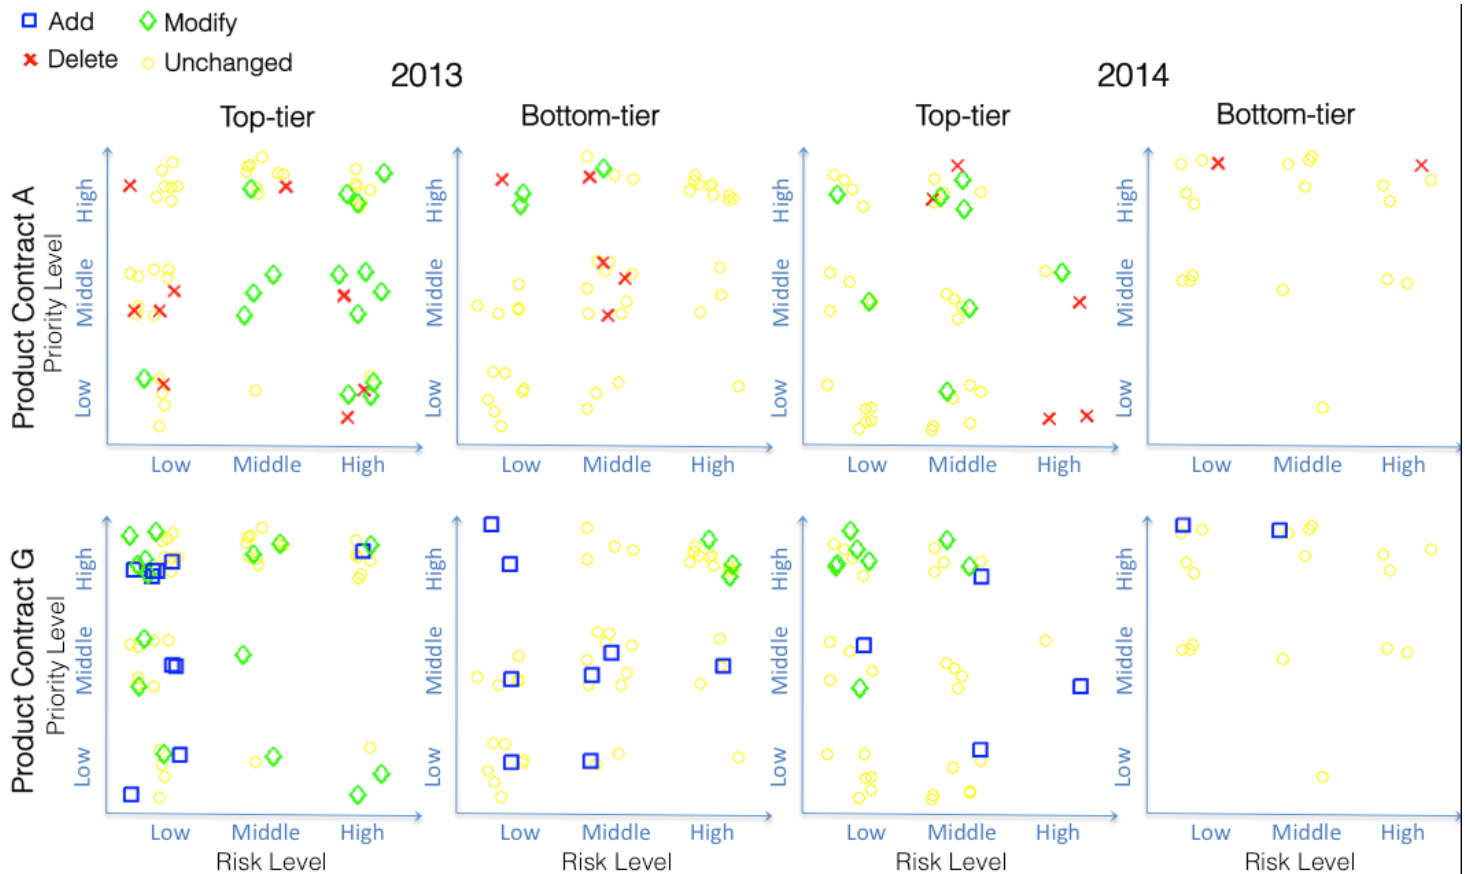 Add
Modify
Delete
Unchanged
2013
2014
Top-tier
Bottom-tier
Top-tier
Bottom-tier
Product Contract A
Priority Level
High
Middle
Low
High
Middle
Low
High
Middle
Low
High
Middle
Low
Low Middle High
Low Middle High
Low Middle High
Low Middle High
Product Contract G
Priority Level
High
Middle
Low
High
Middle
Low
High
Middle
Low
High
Middle
Low
Low Middle High
Low Middle High
Low Middle High
Low Middle High
Risk Level
Risk Level
Risk Level
Risk Level